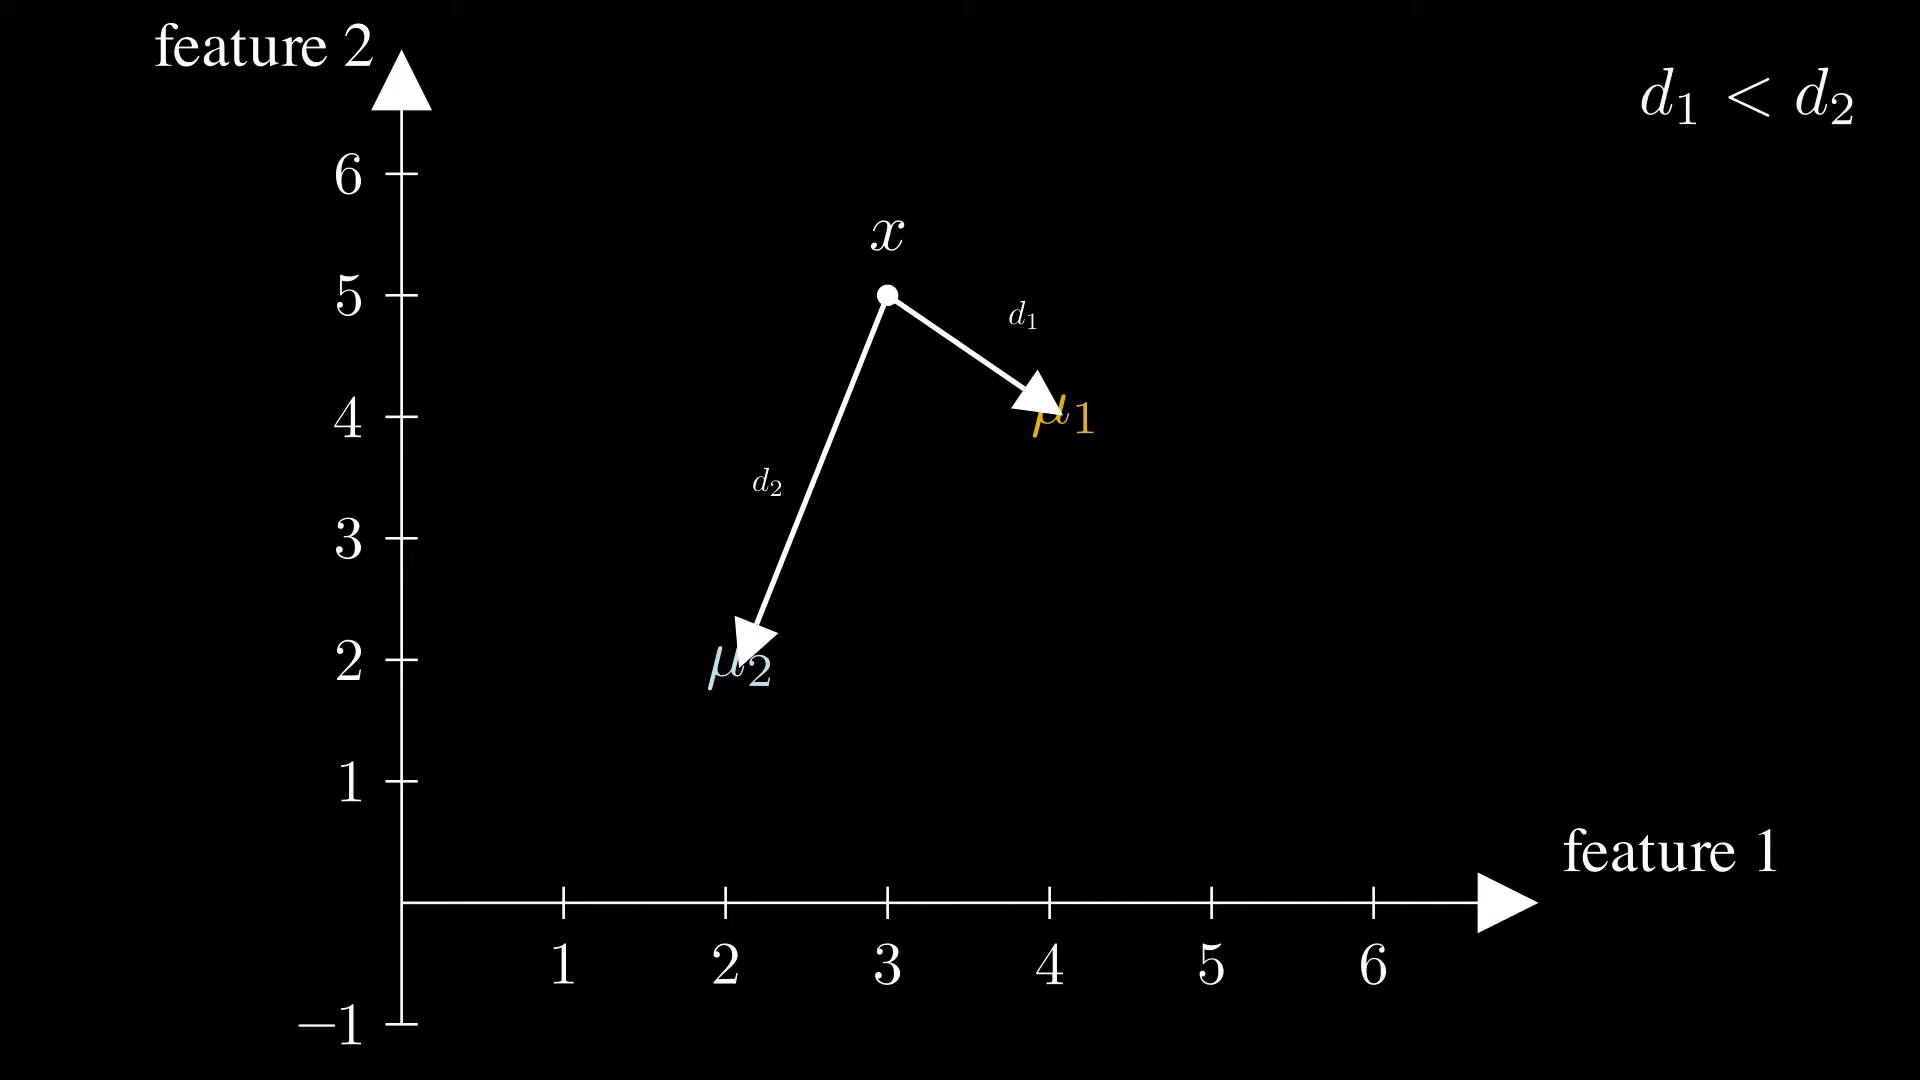 feature 2
d₁ < d₂
6
x
5
d₁
4
μ₁
d₂
3
2
μ₂
1
feature 1
1 2 3 4 5 6
−1